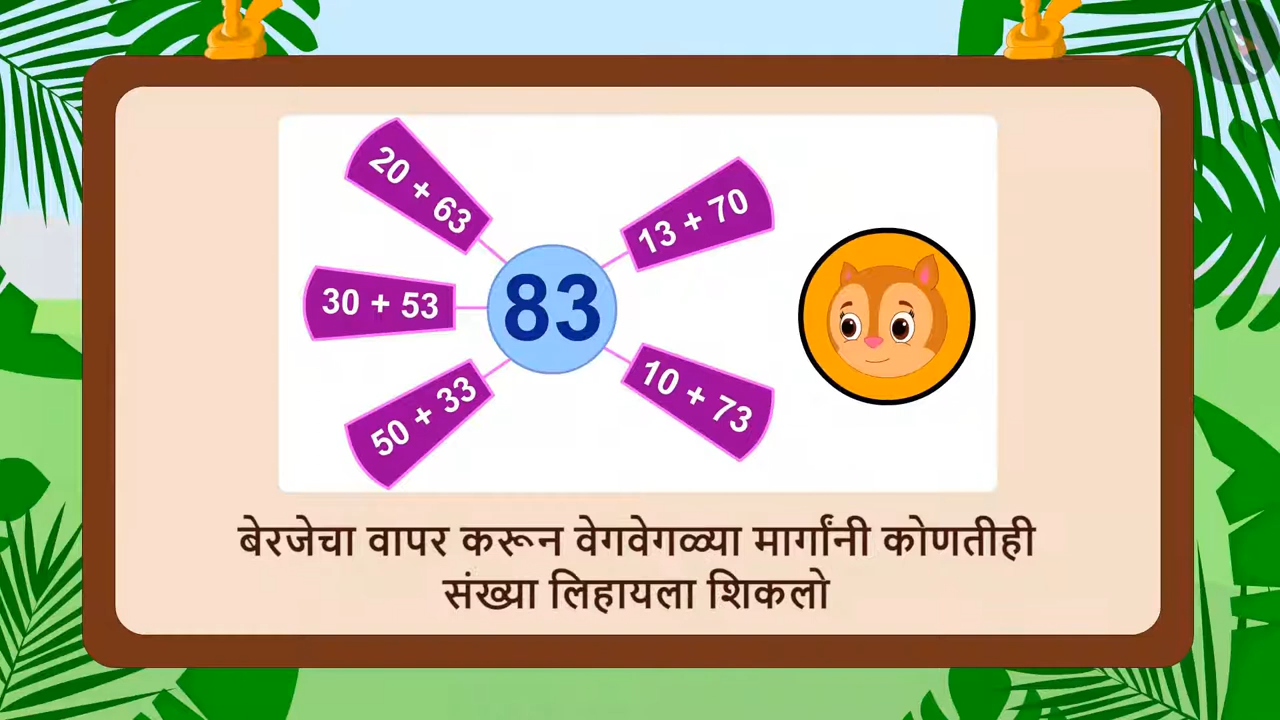 20 + 63
13 + 70
30 + 53
83
50 + 33
10 + 73
बेरजेचा वापर करून वेगवेगळ्या मार्गांनी कोणतीही
संख्या लिहायला शिकलो